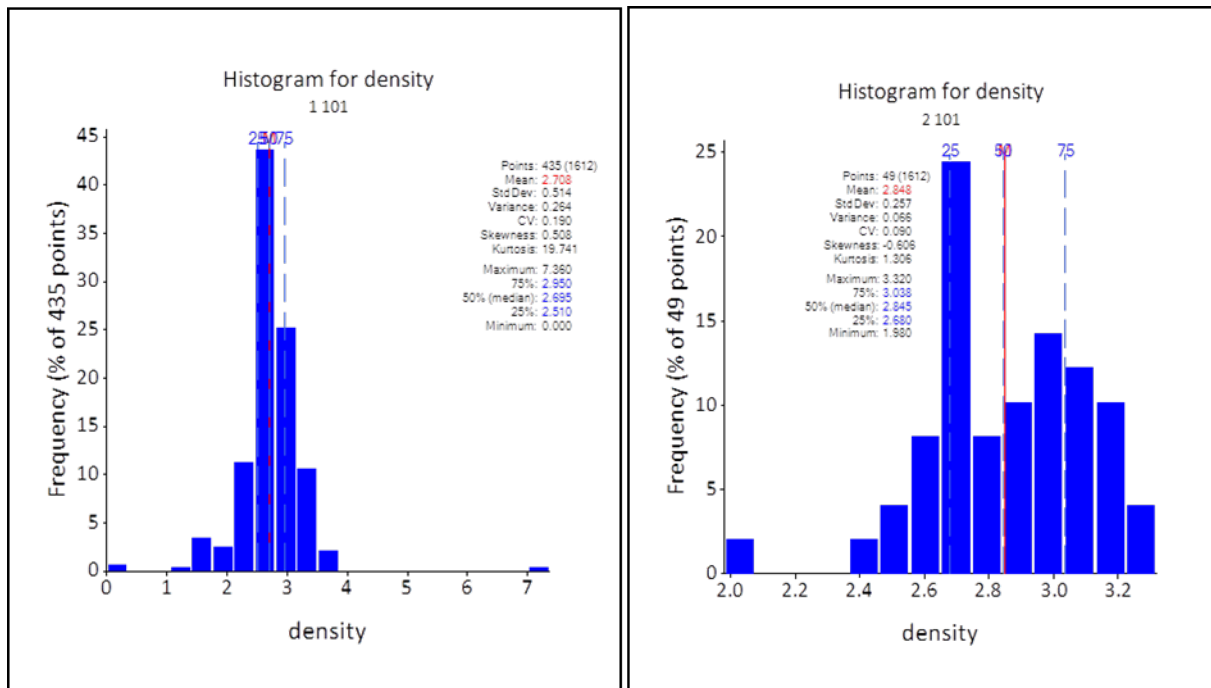 Histogram for density
1 101
45
40
35
30
25
20
15
10
5
0
25 50 75
Points: 435 (1612)
Mean: 2.708
Std Dev: 0.514
Variance: 0.264
CV: 0.190
Skewness: 0.508
Kurtosis: 19.741
Maximum: 7.360
75%: 2.950
50% (median): 2.695
25%: 2.510
Minimum: 0.000
Frequency (% of 435 points)
0 1 2 3 4 5 6 7
density
Histogram for density
2 101
25
20
15
10
5
0
25 50 75
Points: 49 (1612)
Mean: 2.848
Std Dev: 0.257
Variance: 0.066
CV: 0.090
Skewness: -0.606
Kurtosis: 1.306
Maximum: 3.320
75%: 3.038
50% (median): 2.845
25%: 2.680
Minimum: 1.980
Frequency (% of 49 points)
2.0 2.2 2.4 2.6 2.8 3.0 3.2
density